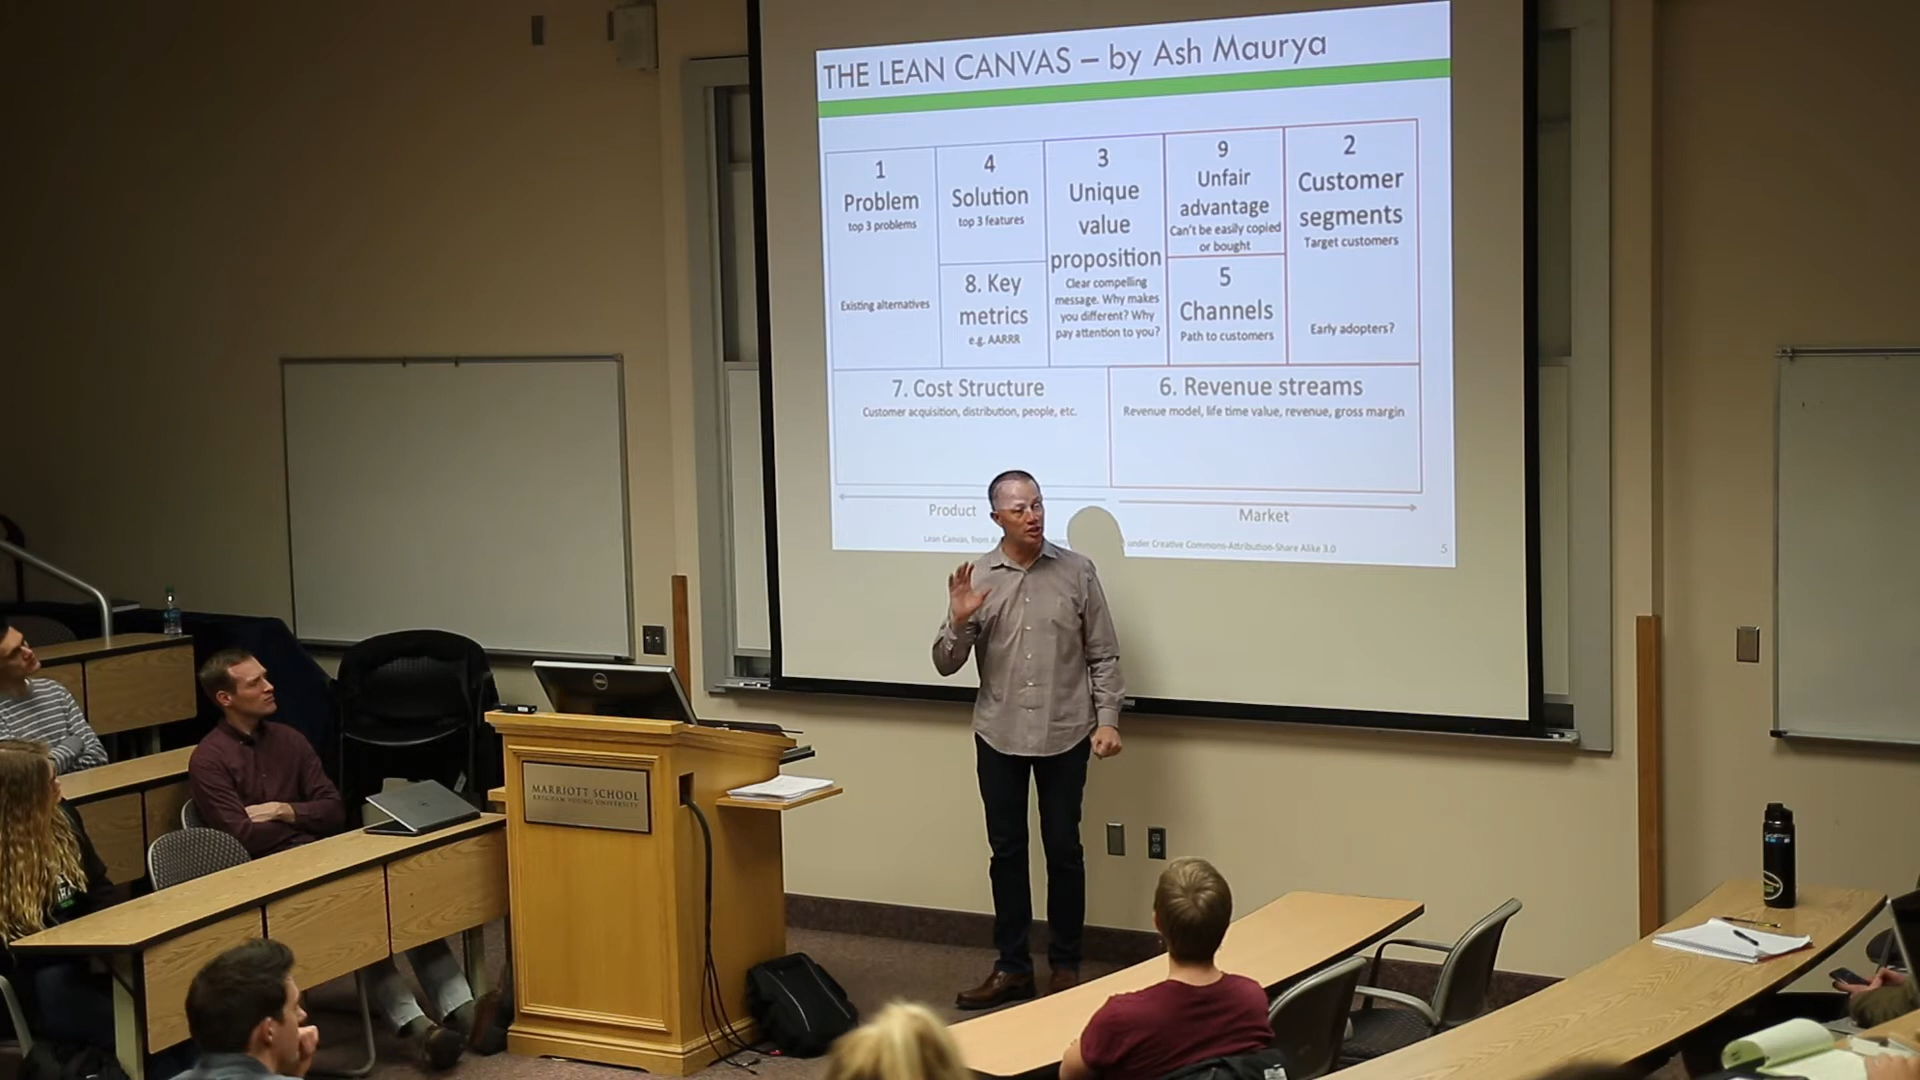 THE LEAN CANVAS – by Ash Maurya
1
Problem
top 3 problems
Existing alternatives
4
Solution
top 3 features
8. Key
metrics
e.g. AARRR
3
Unique
value
proposition
Clear compelling
message. Why makes
you different? Why
pay attention to you?
9
Unfair
advantage
Can't be easily copied
or bought
5
Channels
Path to customers
2
Customer
segments
Target customers
Early adopters?
7. Cost Structure
Customer acquisition, distribution, people, etc.
6. Revenue streams
Revenue model, life time value, revenue, gross margin
Product
Market
Lean Canvas, from under Creative Commons-Attribution-Share Alike 3.0
5
DELL
MARRIOTT SCHOOL
BRIGHAM YOUNG UNIVERSITY